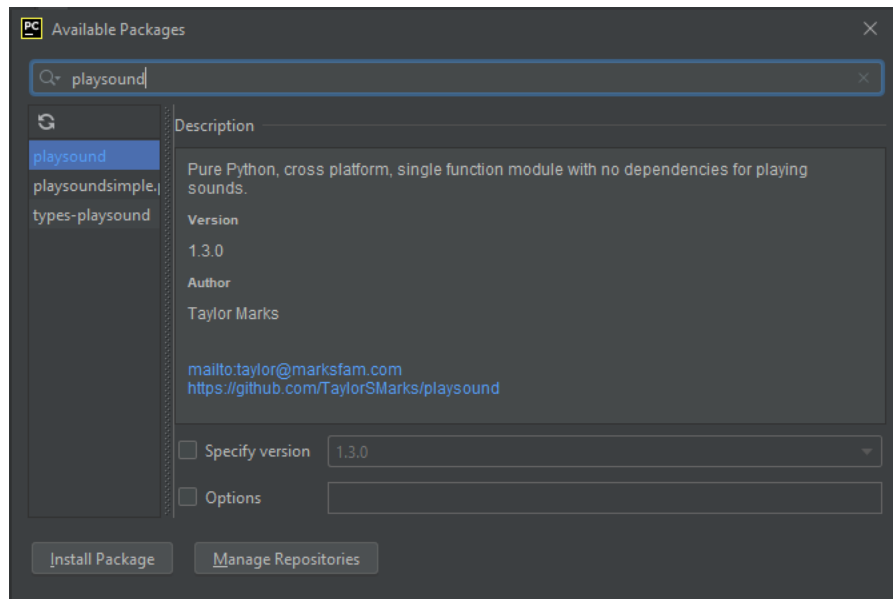 PC Available Packages
playsound
Description
playsound
playsoundsimple.
types-playsound
Pure Python, cross platform, single function module with no dependencies for playing
sounds.
Version
1.3.0
Author
Taylor Marks
mailto:taylor@marksfam.com
https://github.com/TaylorSMarks/playsound
Specify version 1.3.0
Options
Install Package Manage Repositories